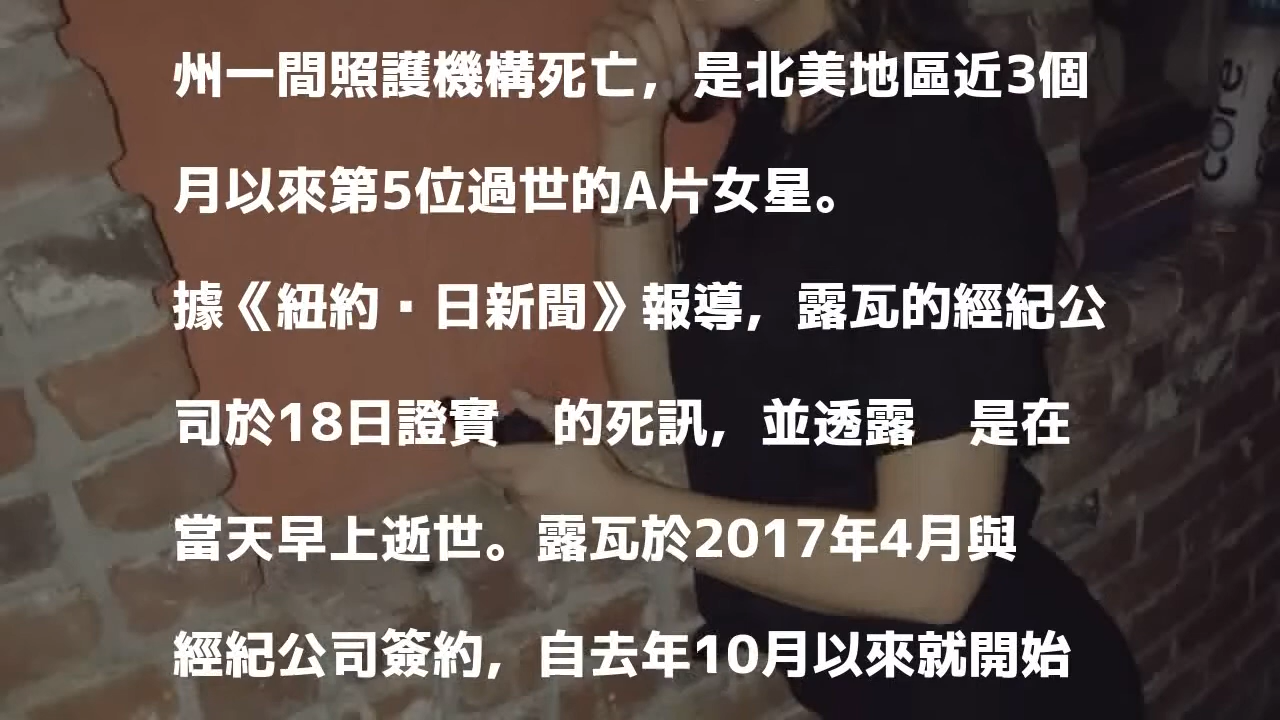 州一間照護機構死亡，是北美地區近3個
月以來第5位過世的A片女星。
據《紐約·日新聞》報導，露瓦的經紀公
司於18日證實　的死訊，並透露　是在
當天早上逝世。露瓦於2017年4月與
經紀公司簽約，自去年10月以來就開始
core